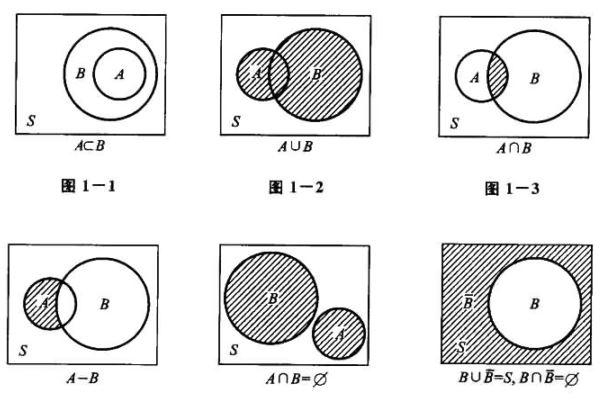 B A
S
A⊂B
图 1－1
A B
S
A∪B
图 1－2
A B
S
A∩B
图 1－3
A B
S
A−B
B A
S
A∩B=∅
B̅ B
S
B∪B̅=S, B∩B̅=∅